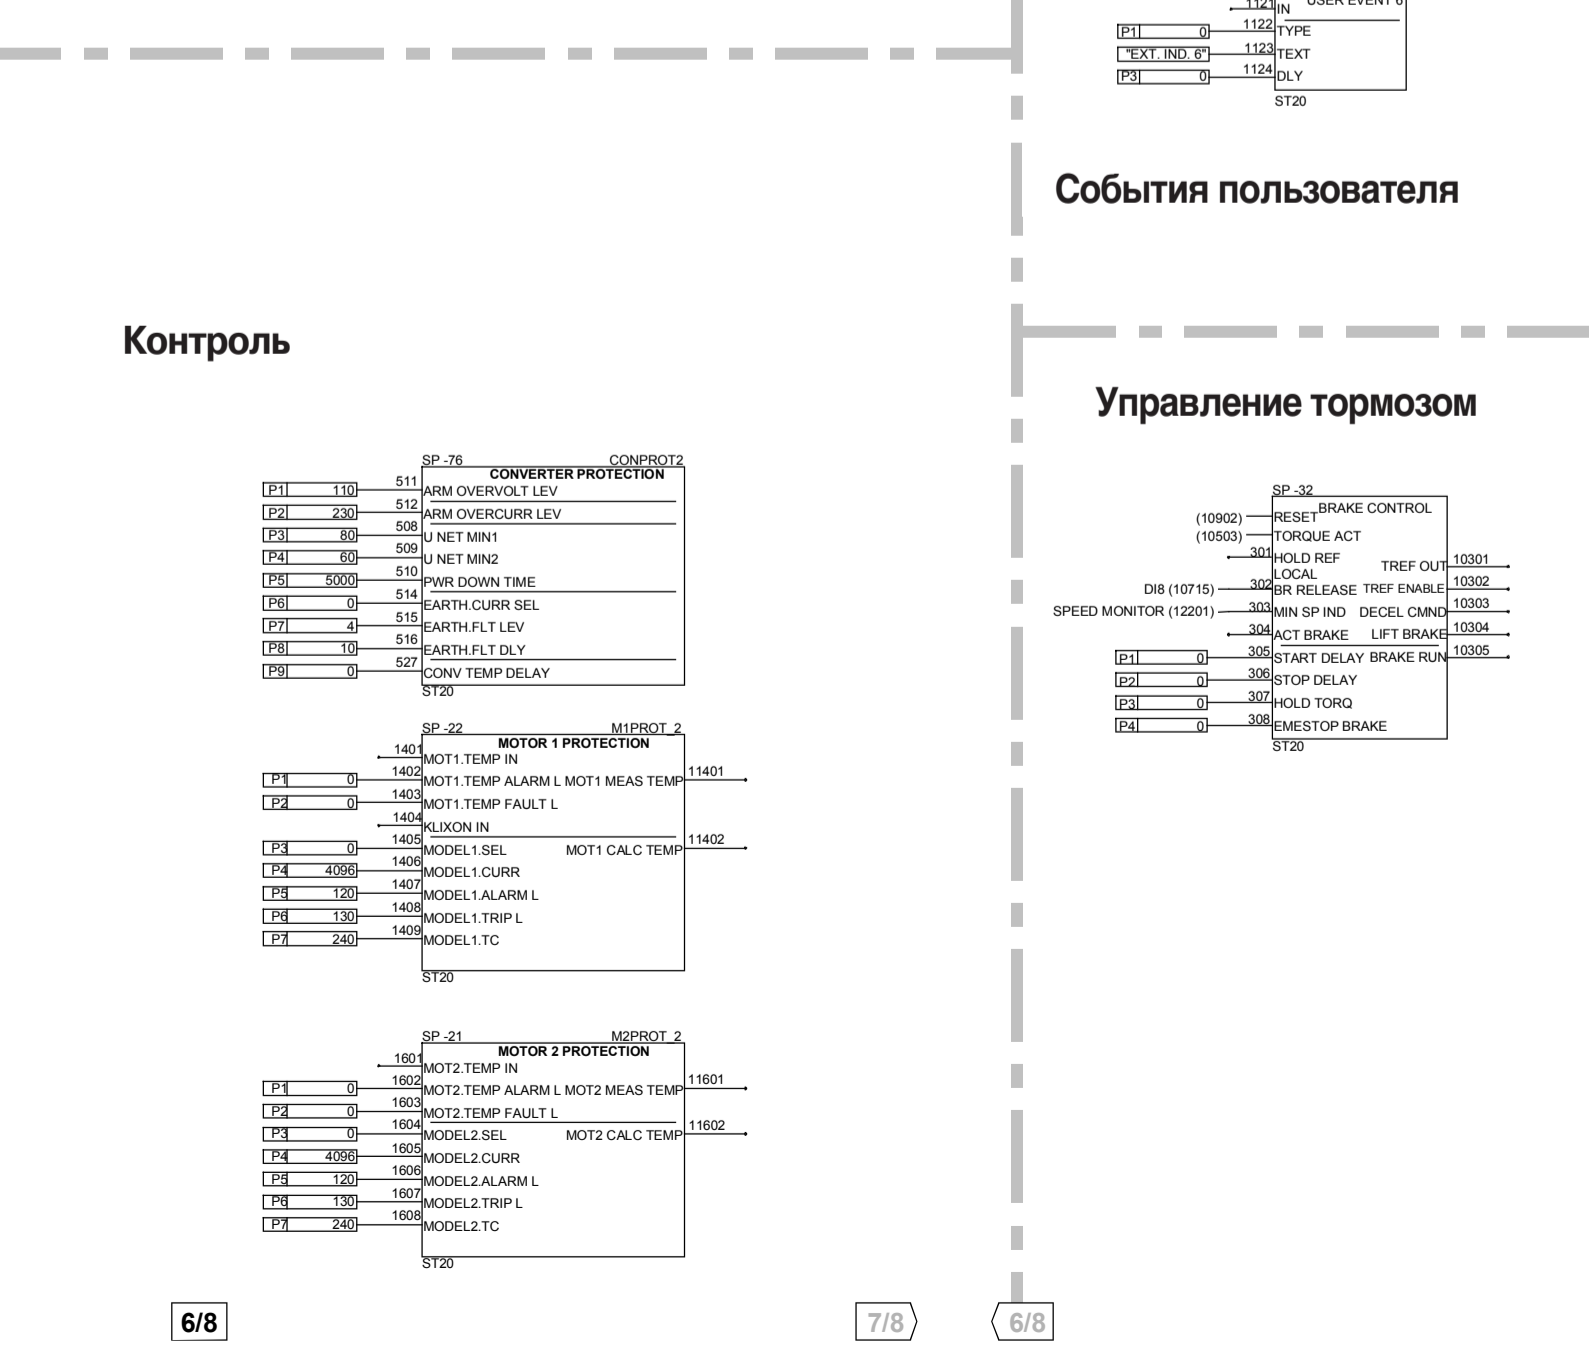 1121 IN USER EVENT 6
P1 0 1122 TYPE
"EXT. IND. 6" 1123 TEXT
P3 0 1124 DLY
ST20
События пользователя
Контроль
SP -76 CONPROT2
CONVERTER PROTECTION
P1 110 511 ARM OVERVOLT LEV
P2 230 512 ARM OVERCURR LEV
P3 80 508 U NET MIN1
P4 60 509 U NET MIN2
P5 5000 510 PWR DOWN TIME
P6 0 514 EARTH.CURR SEL
P7 4 515 EARTH.FLT LEV
P8 10 516 EARTH.FLT DLY
P9 0 527 CONV TEMP DELAY
ST20
SP -22 M1PROT_2
MOTOR 1 PROTECTION
1401 MOT1.TEMP IN
P1 0 1402 MOT1.TEMP ALARM L MOT1 MEAS TEMP 11401
P2 0 1403 MOT1.TEMP FAULT L
1404 KLIXON IN
P3 0 1405 MODEL1.SEL MOT1 CALC TEMP 11402
P4 4096 1406 MODEL1.CURR
P5 120 1407 MODEL1.ALARM L
P6 130 1408 MODEL1.TRIP L
P7 240 1409 MODEL1.TC
ST20
SP -21 M2PROT_2
MOTOR 2 PROTECTION
1601 MOT2.TEMP IN
P1 0 1602 MOT2.TEMP ALARM L MOT2 MEAS TEMP 11601
P2 0 1603 MOT2.TEMP FAULT L
P3 0 1604 MODEL2.SEL MOT2 CALC TEMP 11602
P4 4096 1605 MODEL2.CURR
P5 120 1606 MODEL2.ALARM L
P6 130 1607 MODEL2.TRIP L
P7 240 1608 MODEL2.TC
ST20
Управление тормозом
SP -32
BRAKE CONTROL
(10902) RESET
(10503) TORQUE ACT
301 HOLD REF TREF OUT 10301
LOCAL
DI8 (10715) 302 BR RELEASE TREF ENABLE 10302
SPEED MONITOR (12201) 303 MIN SP IND DECEL CMND 10303
304 ACT BRAKE LIFT BRAKE 10304
P1 0 305 START DELAY BRAKE RUN 10305
P2 0 306 STOP DELAY
P3 0 307 HOLD TORQ
P4 0 308 EMESTOP BRAKE
ST20
6/8
7/8
6/8